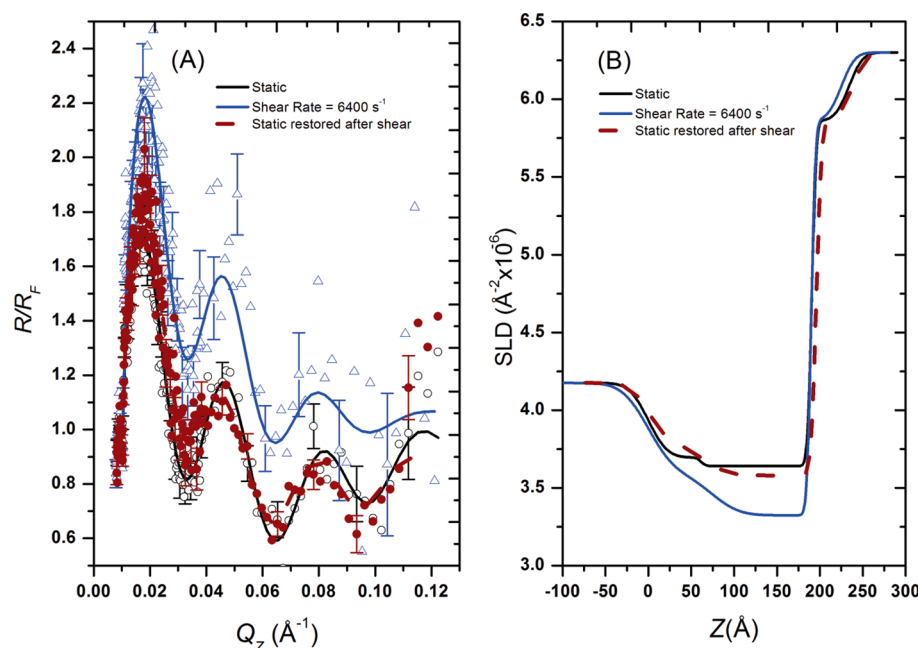 (A)
Static
Shear Rate = 6400 s⁻¹
Static restored after shear
2.4
2.2
2.0
1.8
1.6
1.4
1.2
1.0
0.8
0.6
R/R_F
0.00 0.02 0.04 0.06 0.08 0.10 0.12
Q_Z (Å⁻¹)
(B)
Static
Shear Rate = 6400 s⁻¹
Static restored after shear
6.5
6.0
5.5
5.0
4.5
4.0
3.5
3.0
SLD (Å⁻²x10⁻⁶)
-100 -50 0 50 100 150 200 250 300
Z(Å)